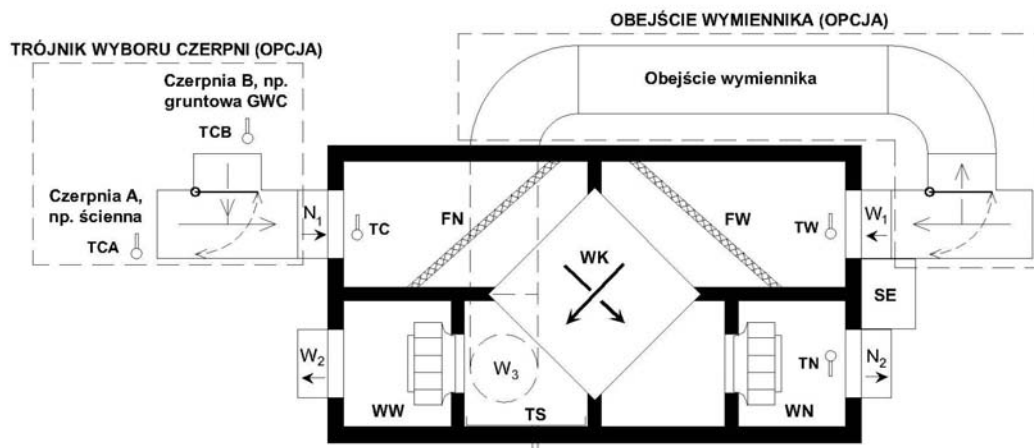 OBEJŚCIE WYMIENNIKA (OPCJA)
TRÓJNIK WYBORU CZERPNI (OPCJA)
Czerpnia B, np.
gruntowa GWC
TCB
Obejście wymiennika
Czerpnia A,
np. ścienna
TCA
N₁
TC
FN
WK
FW
TW
W₁
SE
W₂
WW
W₃
TS
WN
TN
N₂